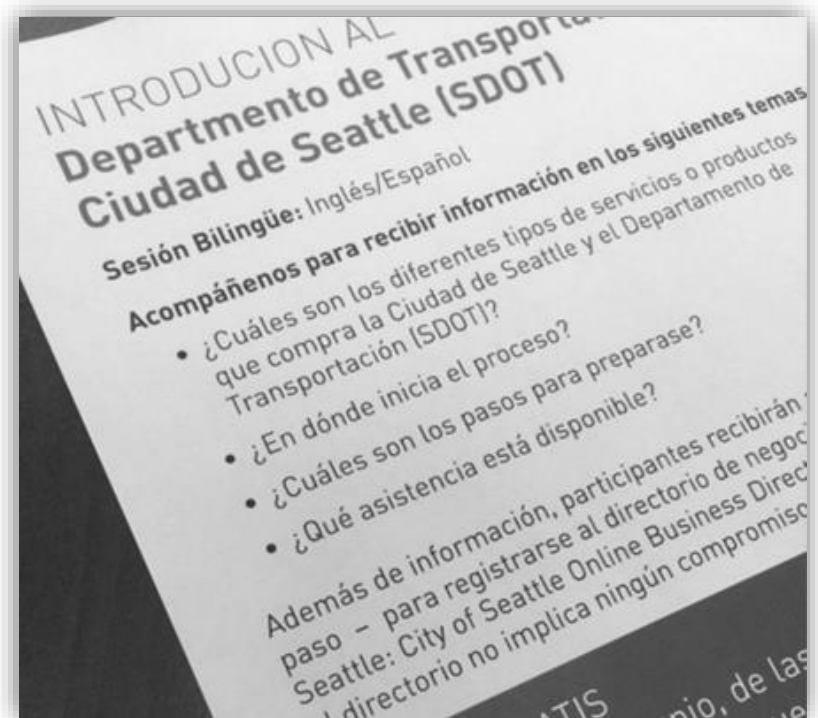 INTRODUCION AL
Departmento de
Ciudad de Seattle (SDOT)
Sesión Bilingüe: Inglés/Español
Acompáñenos para recibir información en los siguientes temas
• ¿Cuáles son los diferentes tipos de servicios o productos
que compra la Ciudad de Seattle y el Departamento de
Transportación (SDOT)?
• ¿En dónde inicia el proceso?
• ¿Cuáles son los pasos para preparase?
• ¿Qué asistencia está disponible?
Además de información, participantes recibirán
paso – para registrarse al directorio de
Seattle: City of Seattle Online Business
directorio no implica ningún compromiso
de las